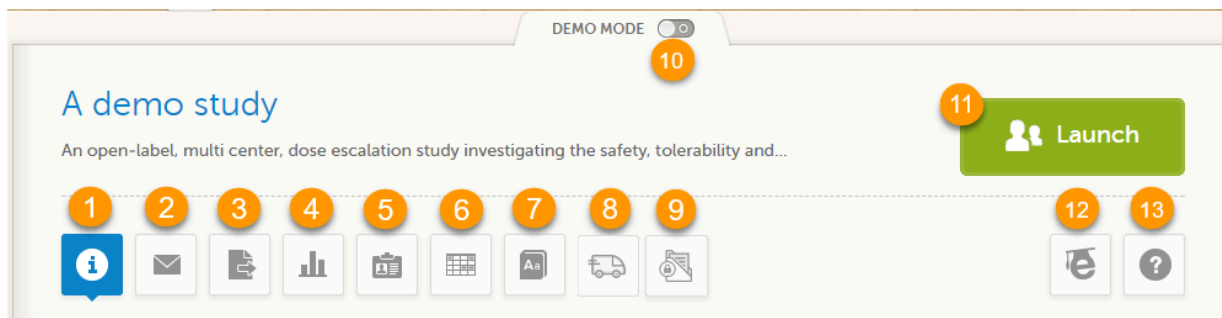 DEMO MODE
10
A demo study
11
Launch
An open-label, multi center, dose escalation study investigating the safety, tolerability and...
1 2 3 4 5 6 7 8 9 12 13
i Aa e ?